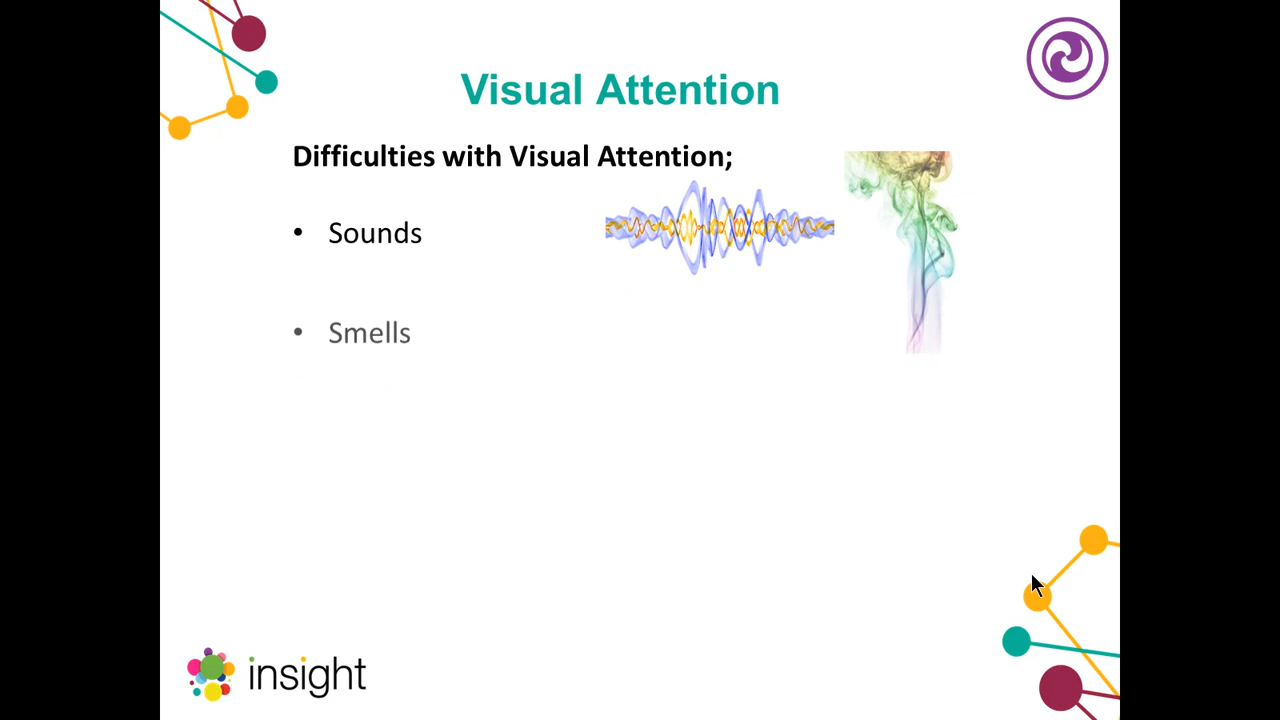 Visual Attention
Difficulties with Visual Attention;
• Sounds
• Smells
insight